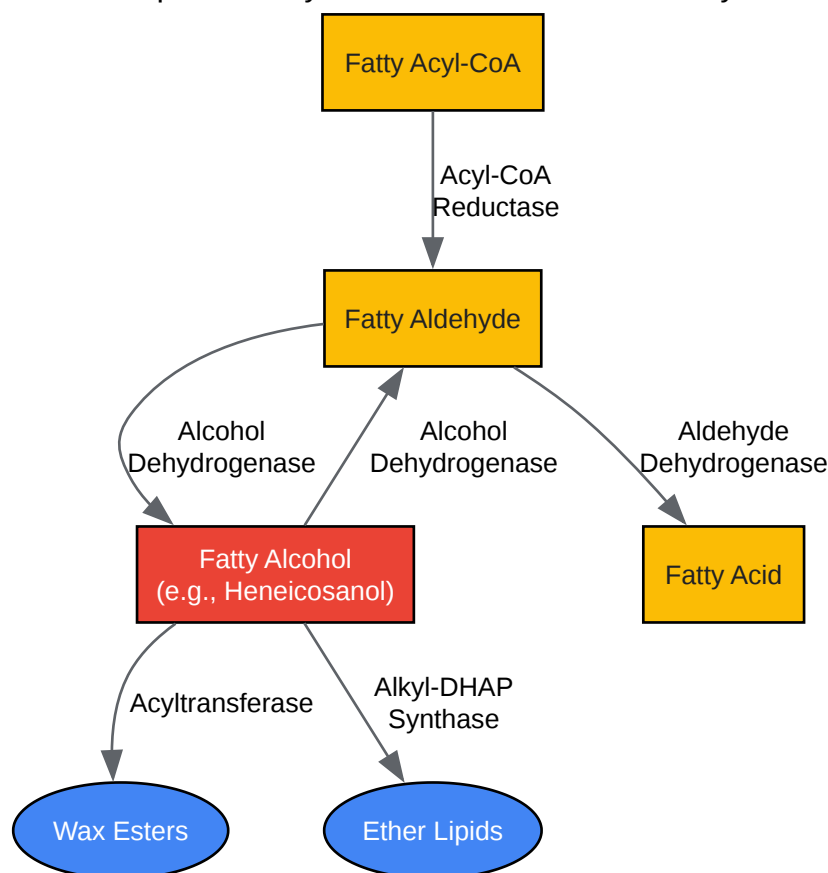 Fatty Acyl-CoA
Acyl-CoA
Reductase
Fatty Aldehyde
Alcohol
Dehydrogenase
Alcohol
Dehydrogenase
Aldehyde
Dehydrogenase
Fatty Alcohol
(e.g., Heneicosanol)
Fatty Acid
Acyltransferase
Alkyl-DHAP
Synthase
Wax Esters
Ether Lipids